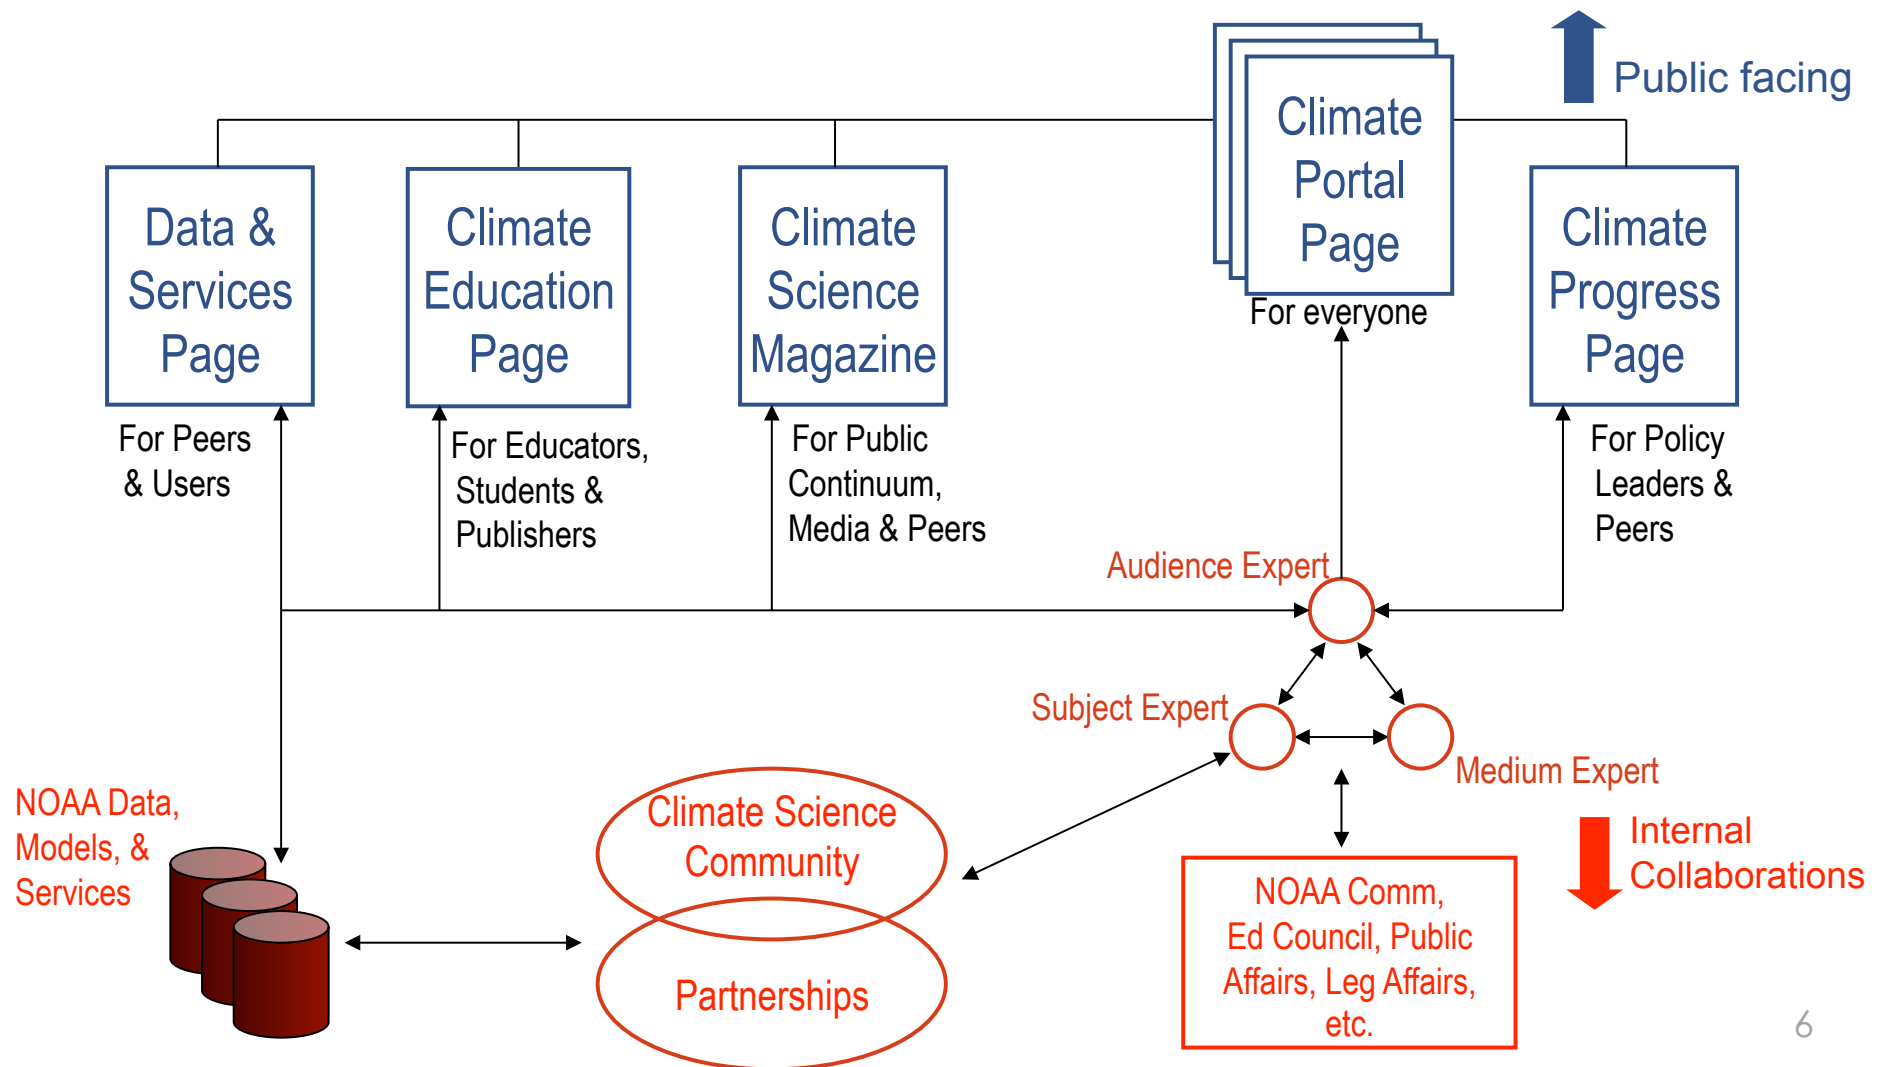 Public facing
Climate
Portal
Page
For everyone
Data &
Services
Page
For Peers
& Users
Climate
Education
Page
For Educators,
Students &
Publishers
Climate
Science
Magazine
For Public
Continuum,
Media & Peers
Climate
Progress
Page
For Policy
Leaders &
Peers
Audience Expert
Subject Expert
Medium Expert
NOAA Data,
Models, &
Services
Climate Science
Community
Partnerships
Internal
Collaborations
NOAA Comm,
Ed Council, Public
Affairs, Leg Affairs,
etc.
6